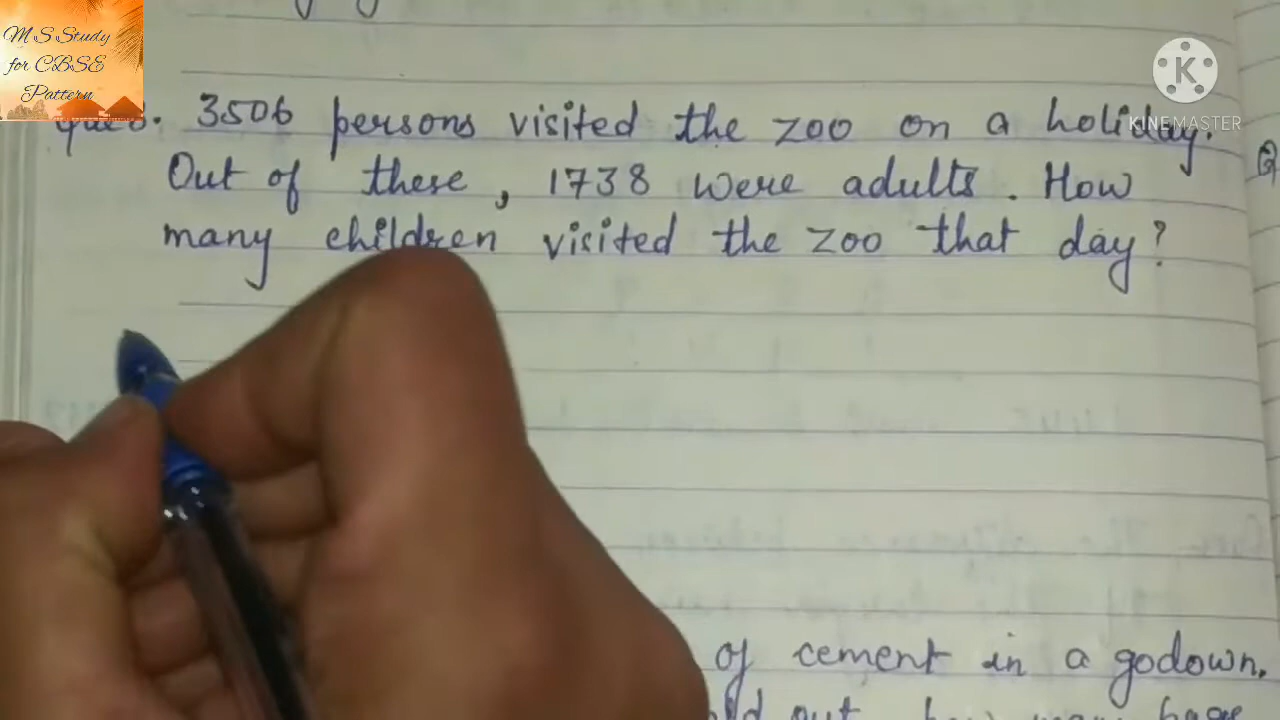 M S Study
for CBSE
Pattern
KINEMASTER
3506 persons visited the zoo on a holiday.
Out of these, 1738 were adults. How
many children visited the zoo that day?
of cement in a godown.